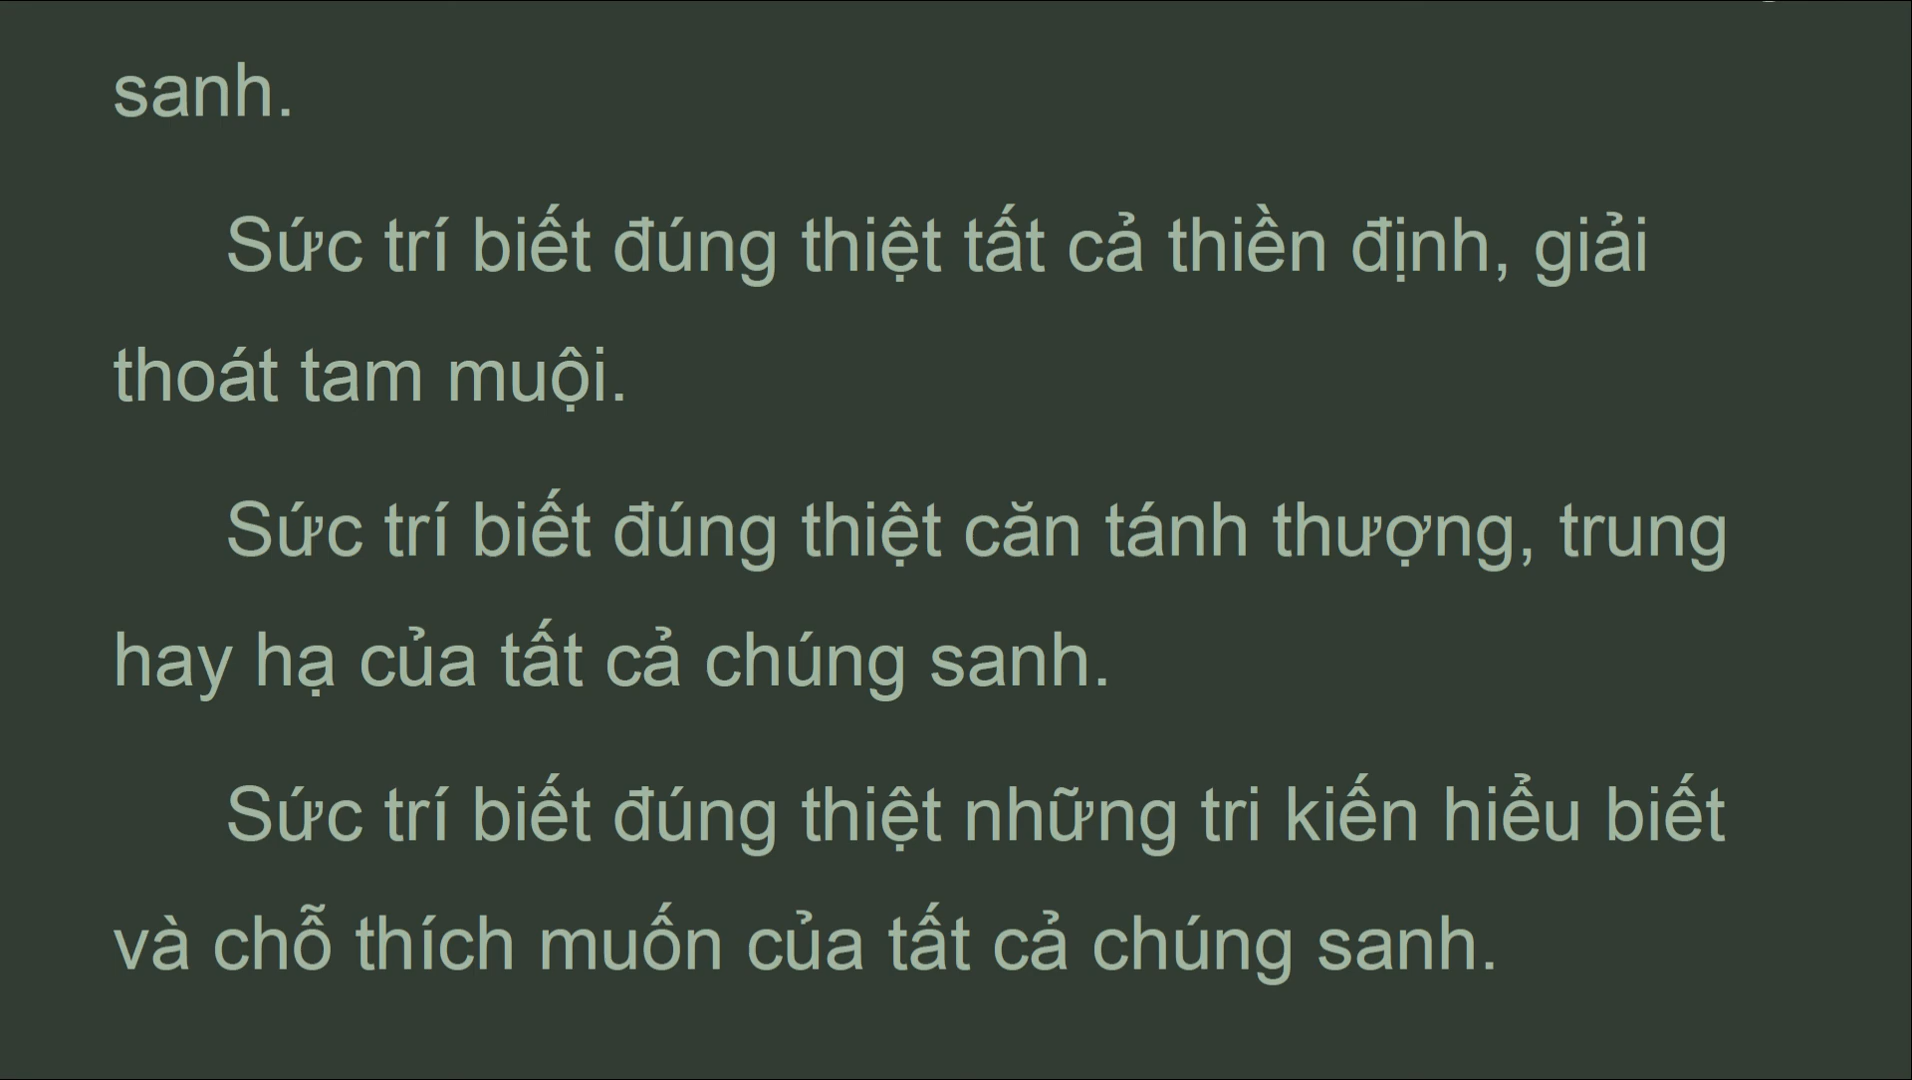 sanh.
Sức trí biết đúng thiệt tất cả thiền định, giải
thoát tam muội.
Sức trí biết đúng thiệt căn tánh thượng, trung
hay hạ của tất cả chúng sanh.
Sức trí biết đúng thiệt những tri kiến hiểu biết
và chỗ thích muốn của tất cả chúng sanh.